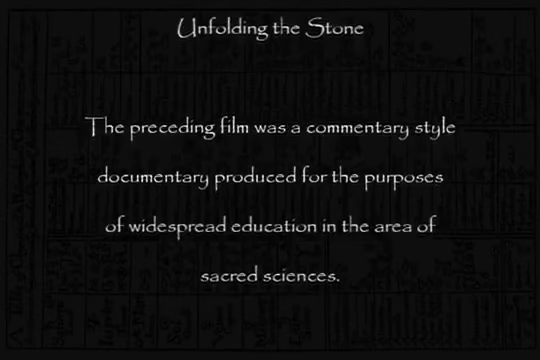 Unfolding the Stone
The preceding film was a commentary style
documentary produced for the purposes
of widespread education in the area of
sacred sciences.